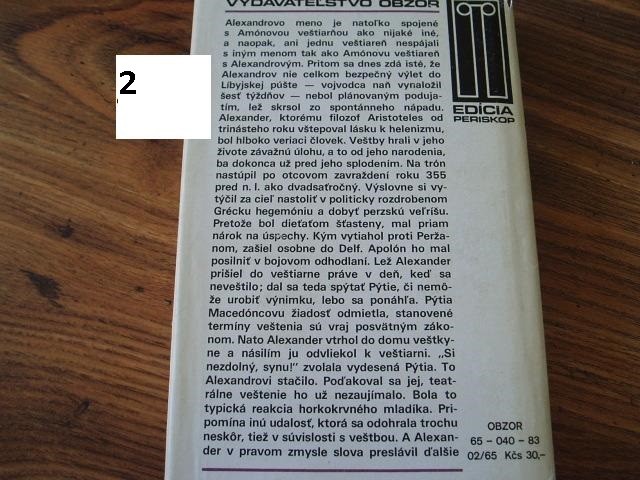 VYDAVATEĽSTVO OBZOR
Alexandrovo meno je natoľko spojené
s Amónovou veštiarňou ako nijaké iné,
a naopak, ani jednu veštiareň nespájali
s iným menom tak ako Amónovu veštiareň
s Alexandrovým. Pritom sa dnes zdá isté, že
Alexandrov nie celkom bezpečný výlet do
Líbyjskej púšte — vojvodca naň vynaložil
šesť týždňov — nebol plánovaným poduja-
tím, lež skrsol zo spontánneho nápadu.
Alexander, ktorému filozof Aristoteles od
trinásteho roku vštepoval lásku k helenizmu,
bol hlboko veriaci človek. Veštby hrali v jeho
živote závažnú úlohu, a to od jeho narodenia,
ba dokonca už pred jeho splodením. Na trón
nastúpil po otcovom zavraždení roku 355
pred n. l. ako dvadsaťročný. Výslovne si vy-
týčil za cieľ nastoliť v politicky rozdrobenom
Grécku hegemóniu a dobyť perzskú veľríšu.
Pretože bol dieťaťom šťasteny, mal priam
nárok na úspechy. Kým vytiahol proti Perža-
nom, zašiel osobne do Delf. Apolón ho mal
posilniť v bojovom odhodlaní. Lež Alexander
prišiel do veštiarne práve v deň, keď sa
neveštilo; dal sa teda spýtať Pýtie, či nemô-
že urobiť výnimku, lebo sa ponáhľa. Pýtia
Macedóncovu žiadosť odmietla, stanovené
termíny veštenia sú vraj posvätným záko-
nom. Nato Alexander vtrhol do domu veštky-
ne a násilím ju odvliekol k veštiarni. „Si
nezdolný, synu!" zvolala vydesená Pýtia. To
Alexandrovi stačilo. Poďakoval sa jej, teat-
rálne veštenie ho už nezaujímalo. Bola to
typická reakcia horkokrvného mladíka. Pri-
pomína inú udalosť, ktorá sa odohrala trochu
neskôr, tiež v súvislosti s veštbou. A Alexan-
der v pravom zmysle slova preslávil ďalšie
EDÍCIA
PERISKOP
2
OBZOR
65 – 040 – 83
02/65 Kčs 30,–